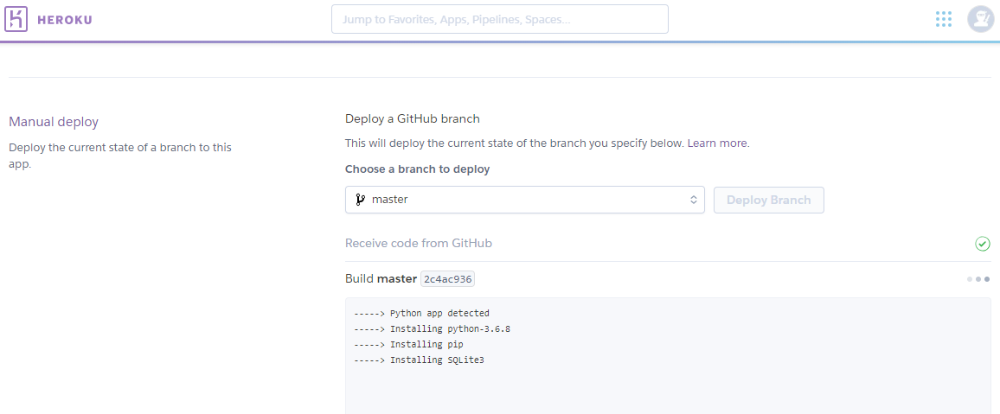 HEROKU
Jump to Favorites, Apps, Pipelines, Spaces...
Manual deploy
Deploy the current state of a branch to this
app.
Deploy a GitHub branch
This will deploy the current state of the branch you specify below. Learn more.
Choose a branch to deploy
master
Deploy Branch
Receive code from GitHub
Build master 2c4ac936
-----> Python app detected
-----> Installing python-3.6.8
-----> Installing pip
-----> Installing SQLite3